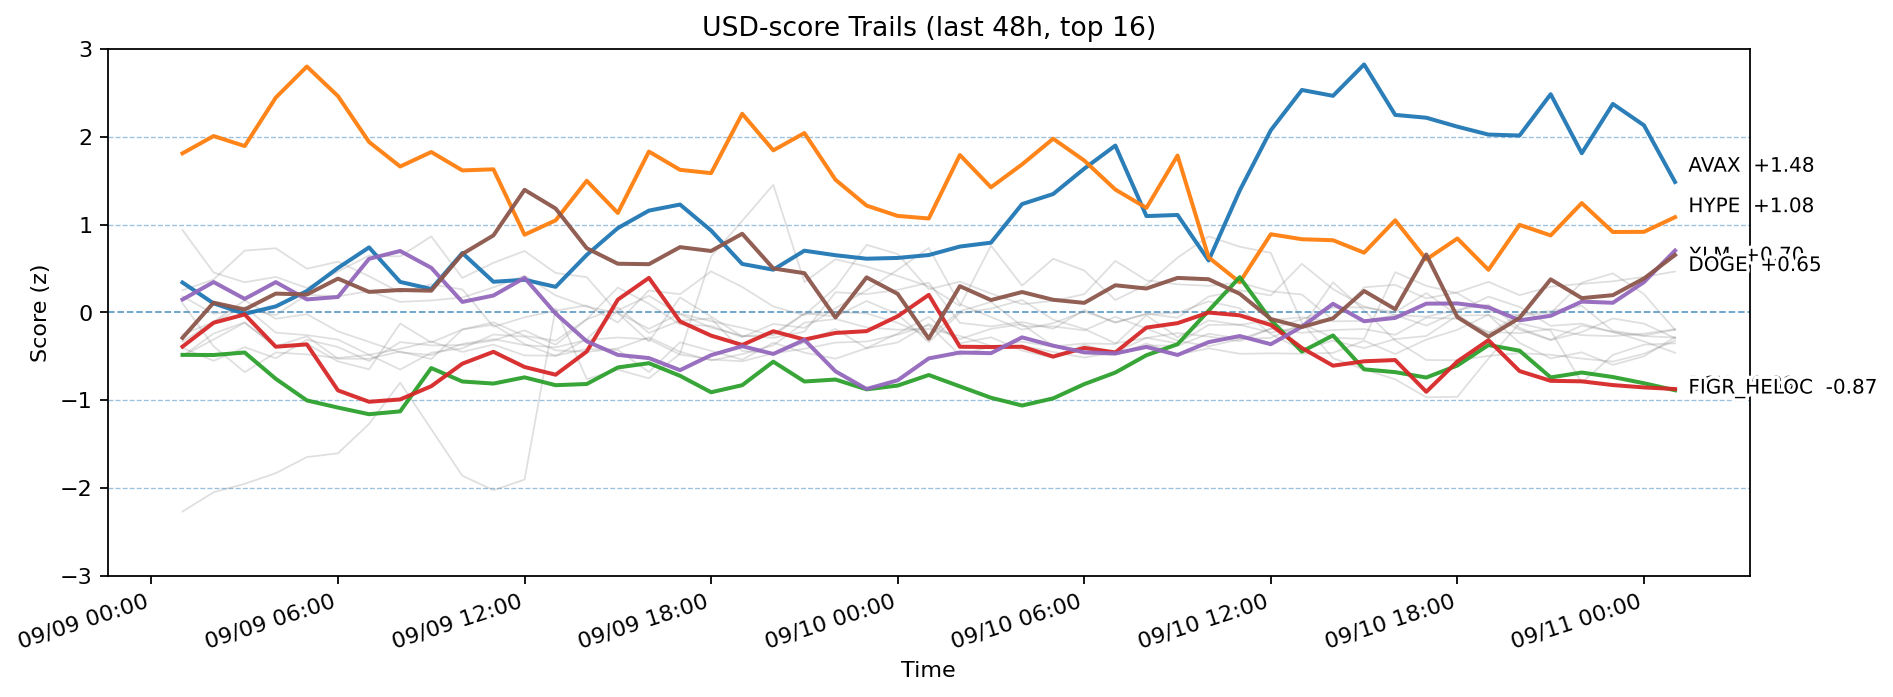 USD-score Trails (last 48h, top 16)
Score (z)
3
2
1
0
−1
−2
−3
AVAX +1.48
HYPE +1.08
XLM +0.70
DOGE +0.65
FIGR_HELOC -0.87
09/09 00:00
09/09 06:00
09/09 12:00
09/09 18:00
09/10 00:00
09/10 06:00
09/10 12:00
09/10 18:00
09/11 00:00
Time